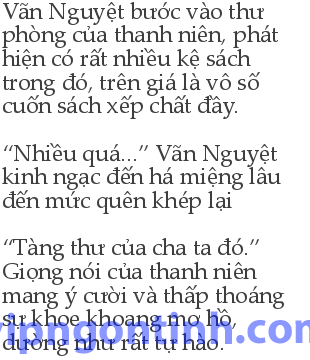 Vãn Nguyệt bước vào thư
phòng của thanh niên, phát
hiện có rất nhiều kệ sách
trong đó, trên giá là vô số
cuốn sách xếp chất đầy.
“Nhiều quá...” Vãn Nguyệt
kinh ngạc đến há miệng lâu
đến mức quên khép lại
“Tàng thư của cha ta đó.”
Giọng nói của thanh niên
mang ý cười và thấp thoáng
sự khoe khoang mơ hồ,
dường như rất tự hào.
vipngontinh.com